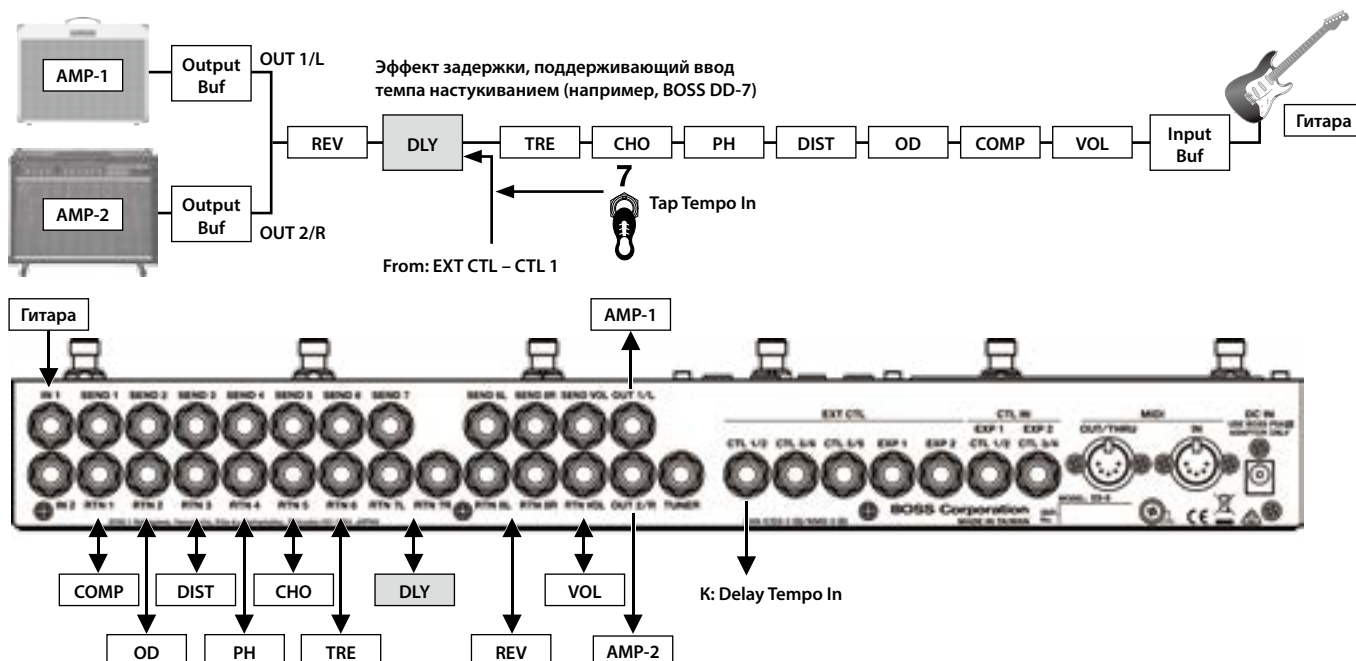 AMP-1
Output
Buf
OUT 1/L
Эффект задержки, поддерживающий ввод
темпа настукиванием (например, BOSS DD-7)
Гитара
REV
DLY
TRE
CHO
PH
DIST
OD
COMP
VOL
Input
Buf
AMP-2
Output
Buf
OUT 2/R
7
Tap Tempo In
From: EXT CTL – CTL 1
Гитара
AMP-1
IN 1 SEND 1 SEND 2 SEND 3 SEND 4 SEND 5 SEND 6 SEND 7 SEND 8L SEND 8R SEND VOL OUT 1/L
EXT CTL
CTL IN
MIDI
DC IN
EXP 1 EXP 2
OUT/THRU
IN
CTL 1/2 CTL 3/4 CTL 5/6 EXP 1 EXP 2 CTL 1/2 CTL 3/4
IN 2 RTN 1 RTN 2 RTN 3 RTN 4 RTN 5 RTN 6 RTN 7L RTN 7R RTN 8L RTN 8R RTN VOL OUT 2/R TUNER
BOSS Corporation
MADE IN TAIWAN
COMP
DIST
CHO
DLY
VOL
K: Delay Tempo In
OD
PH
TRE
REV
AMP-2